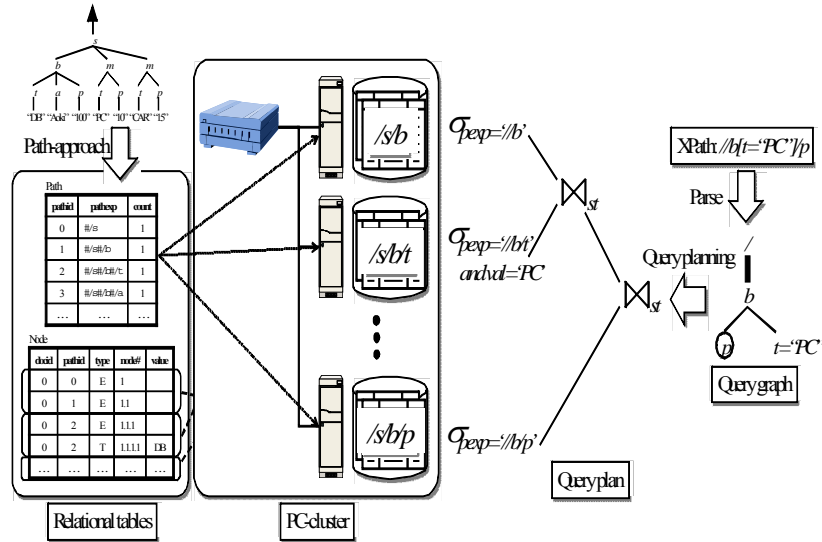 s
b m m
t a p t p t p
"DB" "Aoki" "100" "PC" "10" "CAR" "15"
Path-approach
Path
pathid pathexp count
0 #/s 1
1 #/s#/b 1
2 #/s#/b#/t 1
3 #/s#/b#/a 1
... ... ...
Node
docid pathid type node# value
0 0 E 1
0 1 E 1.1
0 2 E 1.1.1
0 2 T 1.1.1.1 DB
... ... ... ... ...
Relational tables
/s/b
/s/b/t
/s/b/p
PC-cluster
σpexp='//b'
σpexp='//b/t'
and val='PC'
σpexp='//b/p'
⋈st
⋈st
Query plan
XPath: //b[t="PC"]/p
Parse
Query planning
/
b
p t='PC'
Query graph